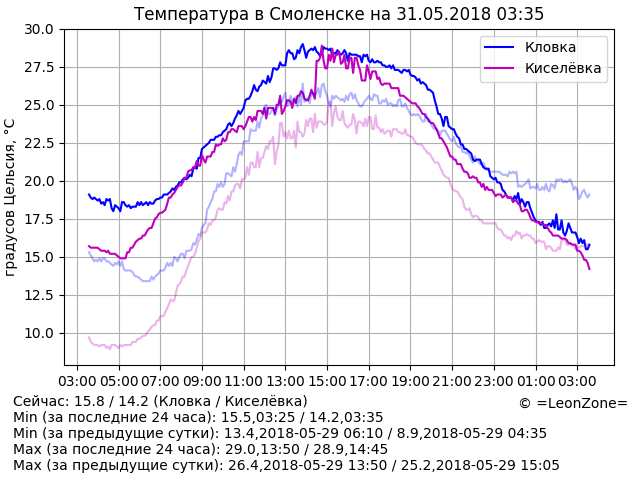 Температура в Смоленске на 31.05.2018 03:35
30.0
27.5
25.0
22.5
20.0
17.5
15.0
12.5
10.0
градусов Цельсия, °C
Кловка
Киселёвка
03:00 05:00 07:00 09:00 11:00 13:00 15:00 17:00 19:00 21:00 23:00 01:00 03:00
Сейчас: 15.8 / 14.2 (Кловка / Киселёвка)
© =LeonZone=
Min (за последние 24 часа): 15.5,03:25 / 14.2,03:35
Min (за предыдущие сутки): 13.4,2018-05-29 06:10 / 8.9,2018-05-29 04:35
Max (за последние 24 часа): 29.0,13:50 / 28.9,14:45
Max (за предыдущие сутки): 26.4,2018-05-29 13:50 / 25.2,2018-05-29 15:05